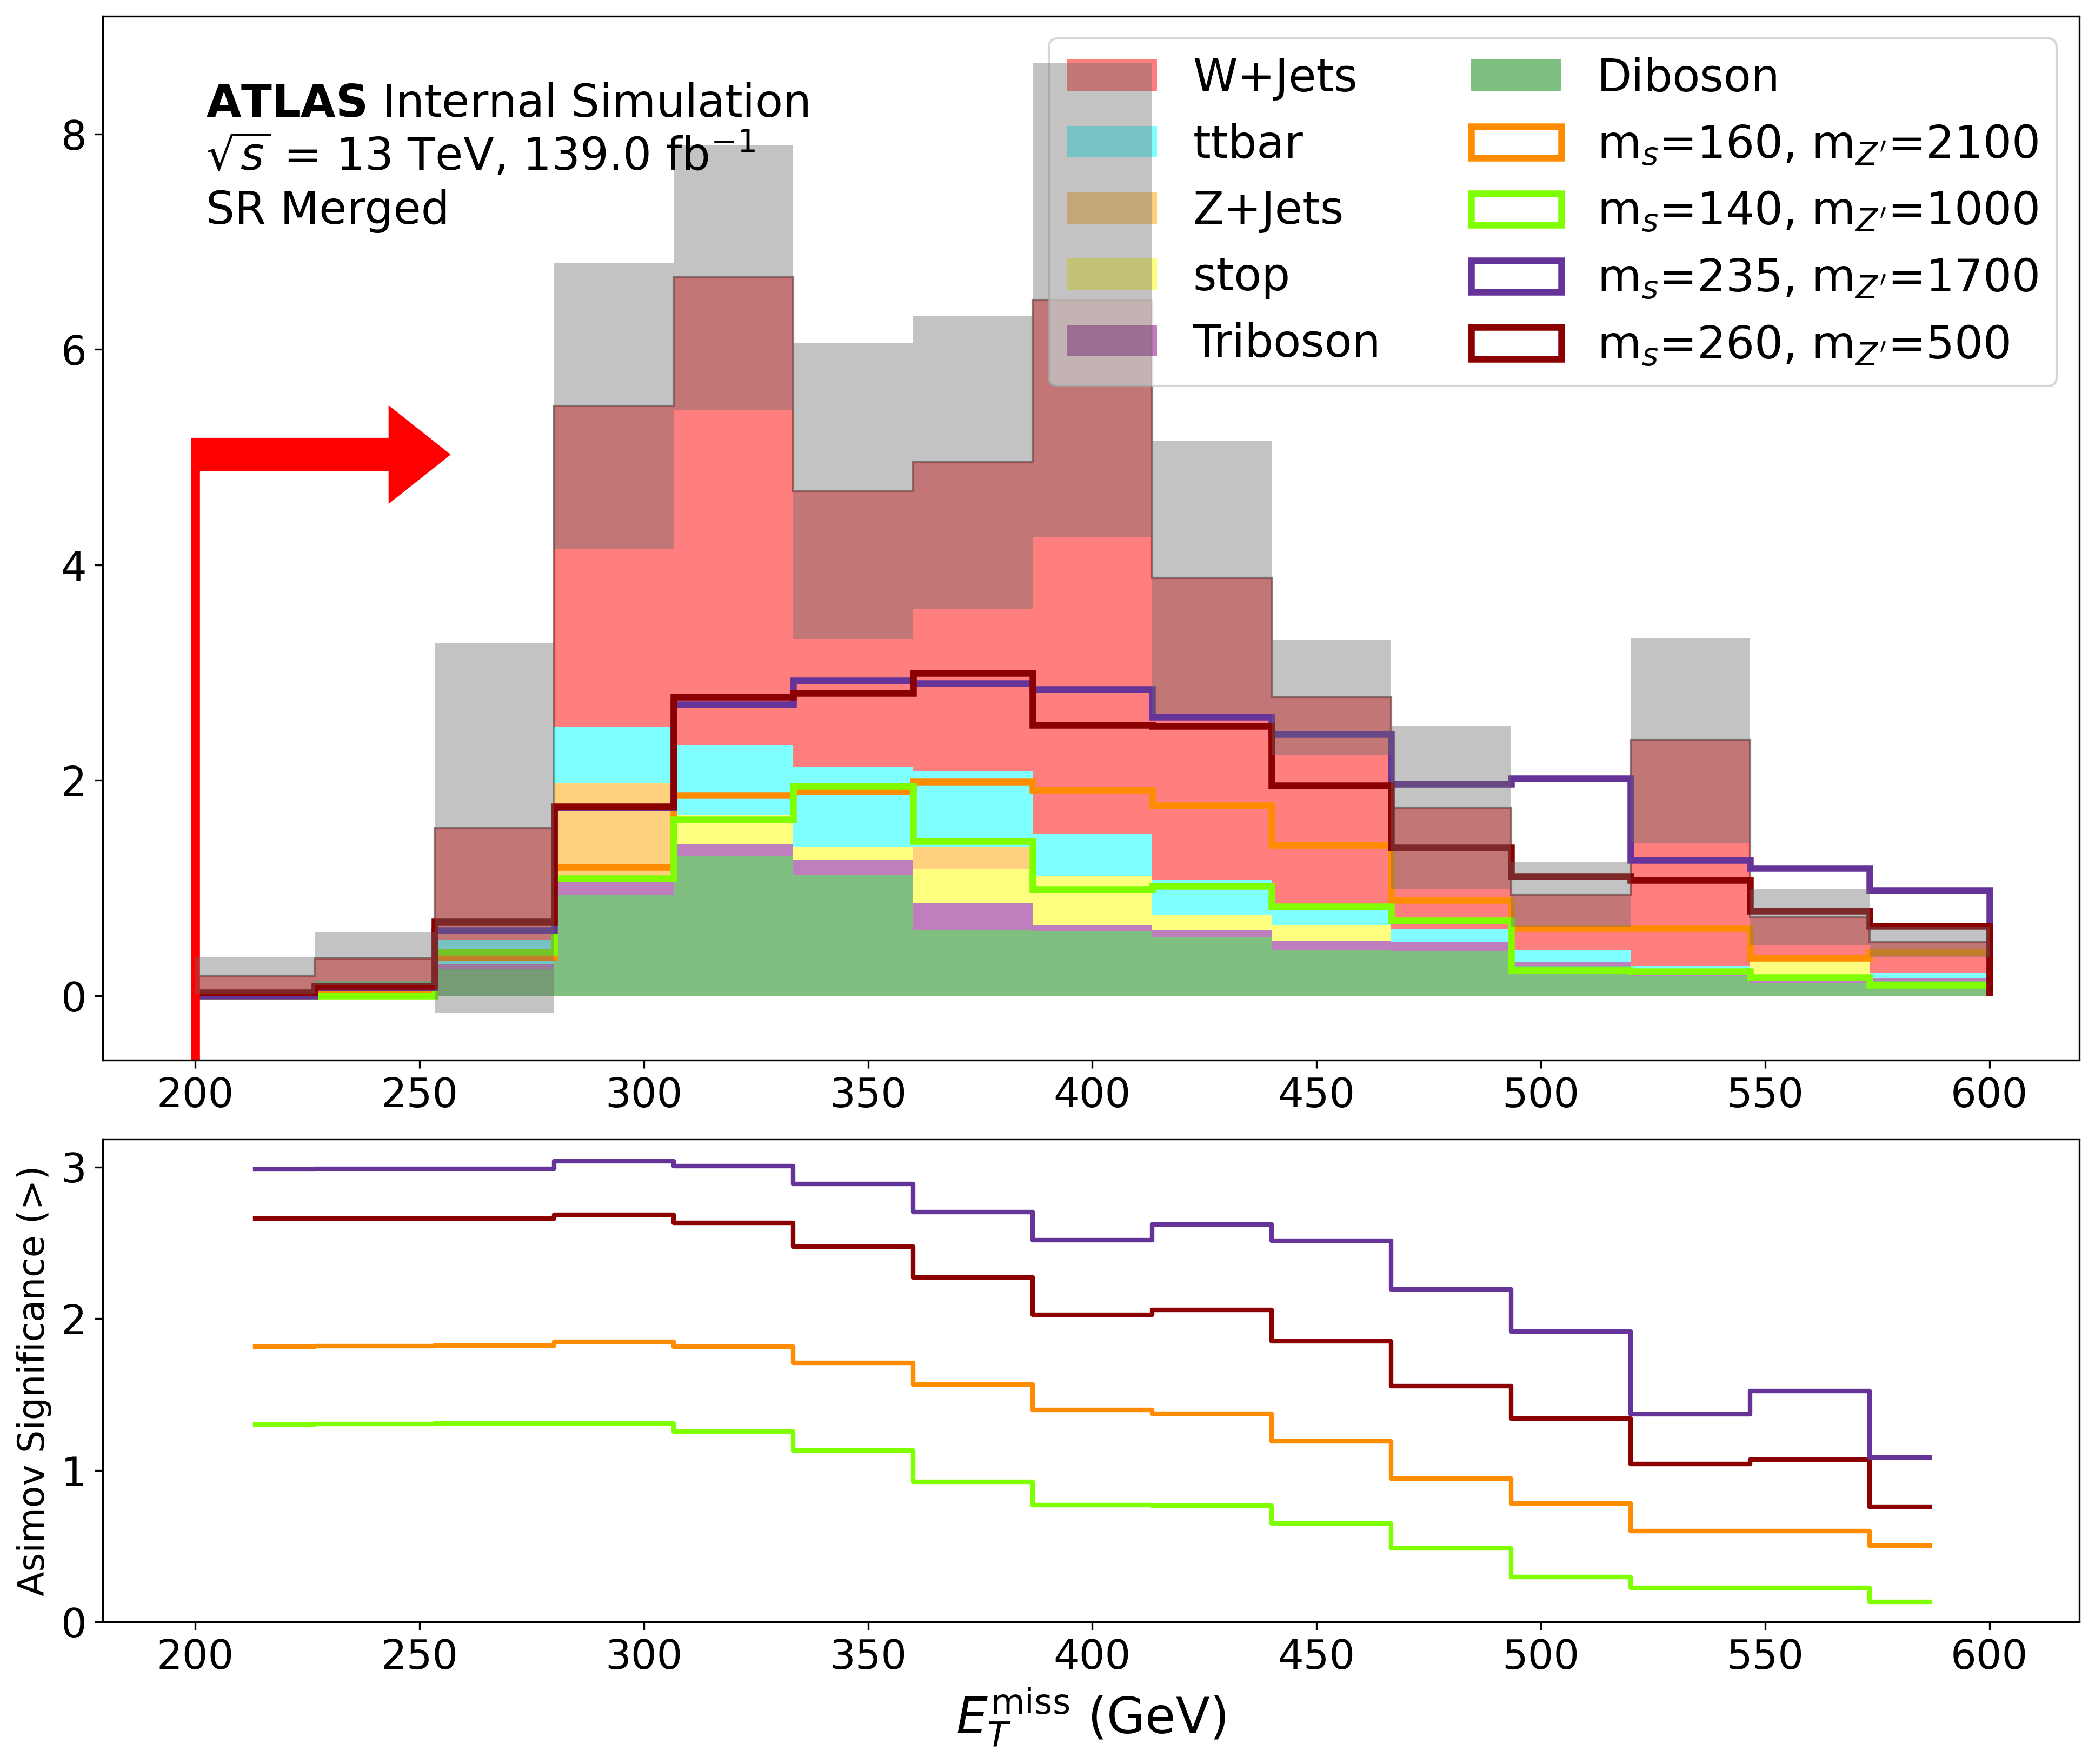 ATLAS Internal Simulation
√s = 13 TeV, 139.0 fb⁻¹
SR Merged
W+Jets
ttbar
Z+Jets
stop
Triboson
Diboson
mₛ=160, m_Z′=2100
mₛ=140, m_Z′=1000
mₛ=235, m_Z′=1700
mₛ=260, m_Z′=500
8
6
4
2
0
200 250 300 350 400 450 500 550 600
Asimov Significance (>)
3
2
1
0
200 250 300 350 400 450 500 550 600
E_T^miss (GeV)